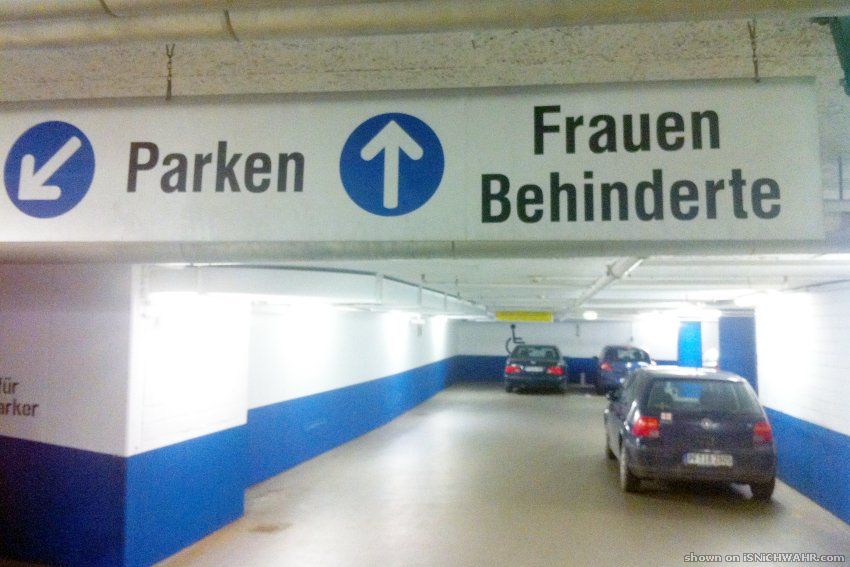 Parken
Frauen
Behinderte
für
arker
shown on iSNiCHWAHR.com